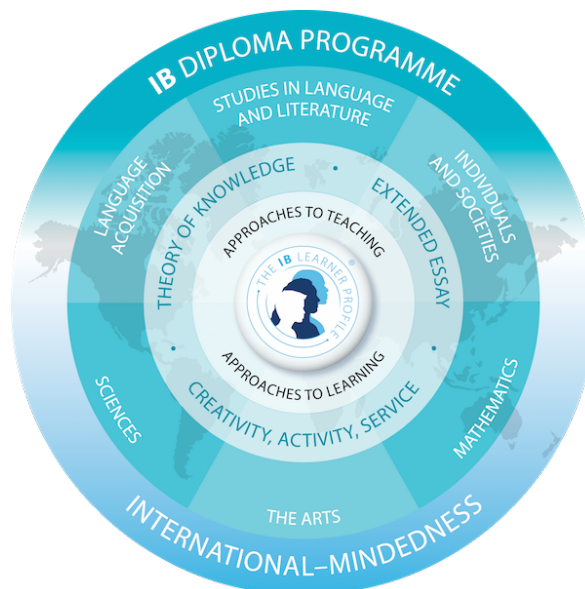 IB DIPLOMA PROGRAMME
STUDIES IN LANGUAGE
AND LITERATURE
LANGUAGE
ACQUISITION
INDIVIDUALS
AND SOCIETIES
THEORY OF KNOWLEDGE
•
EXTENDED ESSAY
APPROACHES TO TEACHING
• THE IB LEARNER PROFILE •
®
APPROACHES TO LEARNING
•
•
CREATIVITY, ACTIVITY, SERVICE
SCIENCES
MATHEMATICS
THE ARTS
INTERNATIONAL–MINDEDNESS